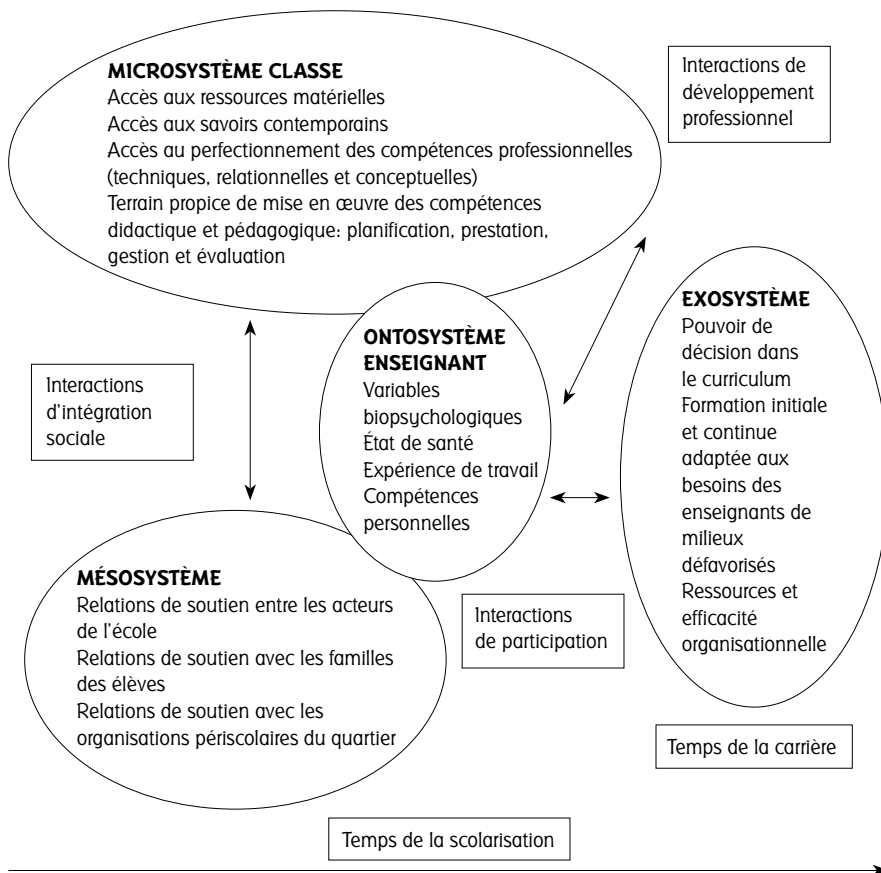 MICROSYSTÈME CLASSE
Accès aux ressources matérielles
Accès aux savoirs contemporains
Accès au perfectionnement des compétences professionnelles
(techniques, relationnelles et conceptuelles)
Terrain propice de mise en œuvre des compétences
didactique et pédagogique: planification, prestation,
gestion et évaluation
Interactions de
développement
professionnel
ONTOSYSTÈME
ENSEIGNANT
Variables
biopsychologiques
État de santé
Expérience de travail
Compétences
personnelles
EXOSYSTÈME
Pouvoir de
décision dans
le curriculum
Formation initiale
et continue
adaptée aux
besoins des
enseignants de
milieux
défavorisés
Ressources et
efficacité
organisationnelle
Interactions
d'intégration
sociale
MÉSOSYSTÈME
Relations de soutien entre les acteurs
de l'école
Relations de soutien avec les familles
des élèves
Relations de soutien avec les
organisations périscolaires du quartier
Interactions
de participation
Temps de la carrière
Temps de la scolarisation